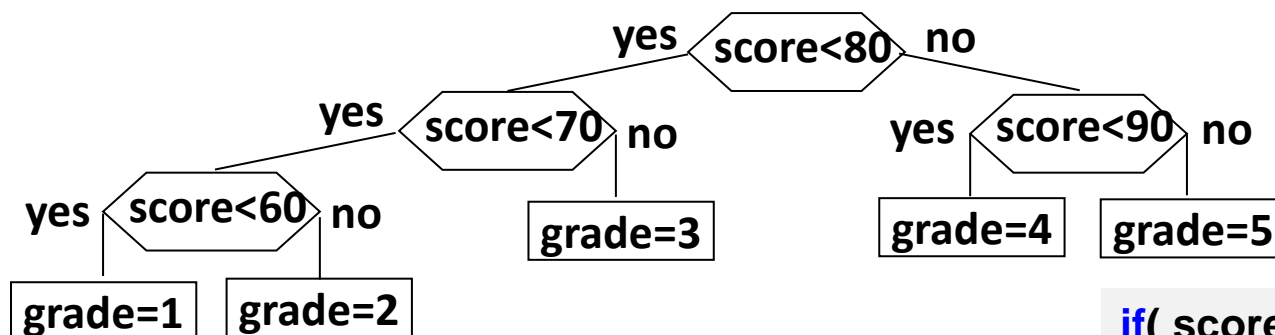 yes score<80 no
yes score<70 no yes score<90 no
yes score<60 no grade=3 grade=4 grade=5
grade=1 grade=2
if( score